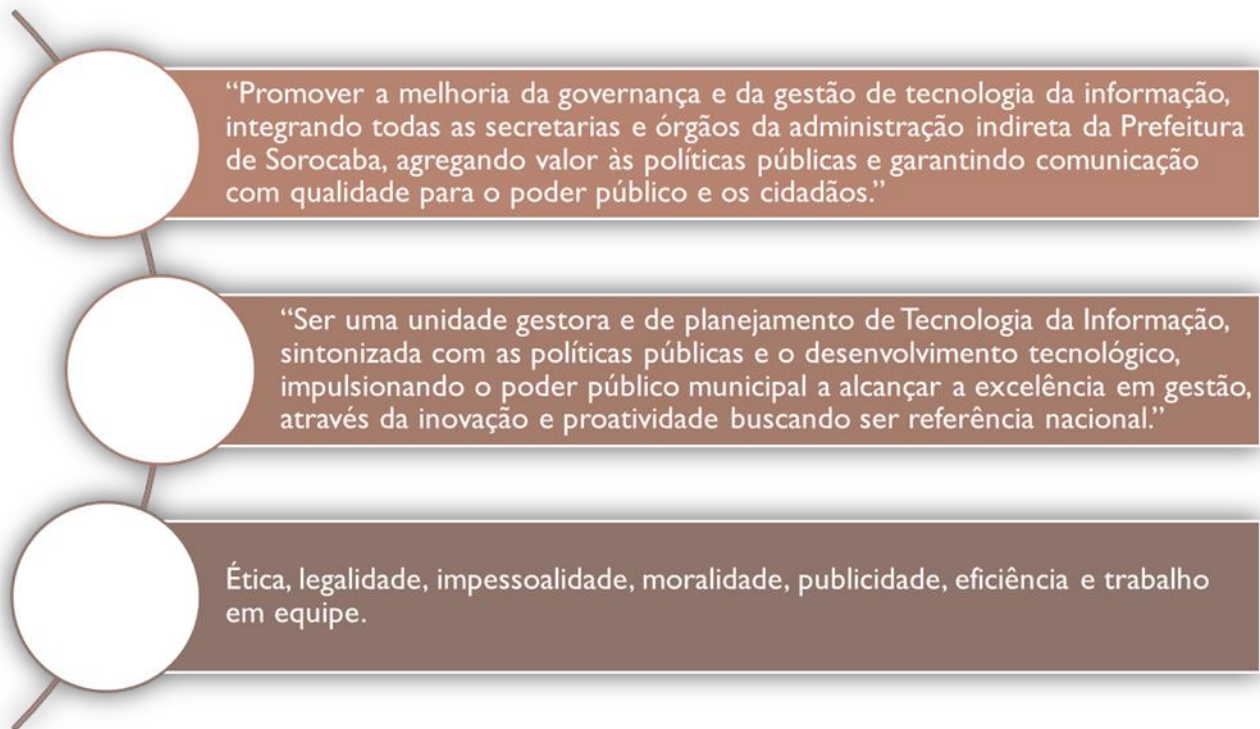 “Promover a melhoria da governança e da gestão de tecnologia da informação,
integrando todas as secretarias e órgãos da administração indireta da Prefeitura
de Sorocaba, agregando valor às políticas públicas e garantindo comunicação
com qualidade para o poder público e os cidadãos.”
“Ser uma unidade gestora e de planejamento de Tecnologia da Informação,
sintonizada com as políticas públicas e o desenvolvimento tecnológico,
impulsionando o poder público municipal a alcançar a excelência em gestão,
através da inovação e proatividade buscando ser referência nacional.”
Ética, legalidade, impessoalidade, moralidade, publicidade, eficiência e trabalho
em equipe.